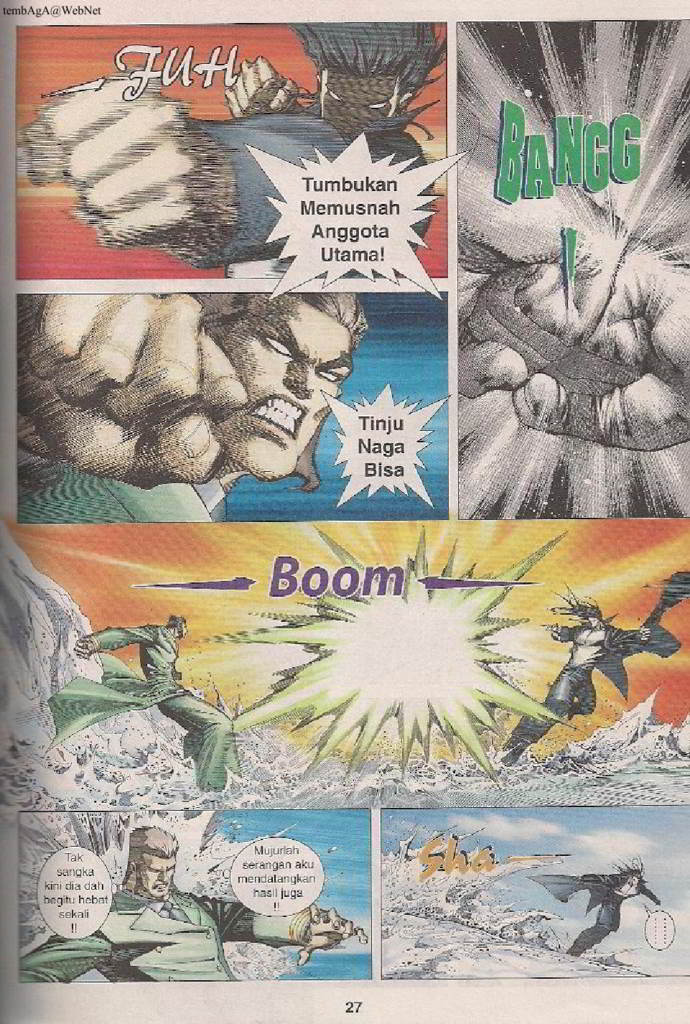 tembAgA@WebNet
FUH
Tumbukan
Memusnah
Anggota
Utama!
BANGG
!
Tinju
Naga
Bisa
Boom
Tak
sangka
kini dia dah
begitu hebat
sekali
!!
Mujurlah
serangan aku
mendatangkan
hasil juga
!!
Sha
27